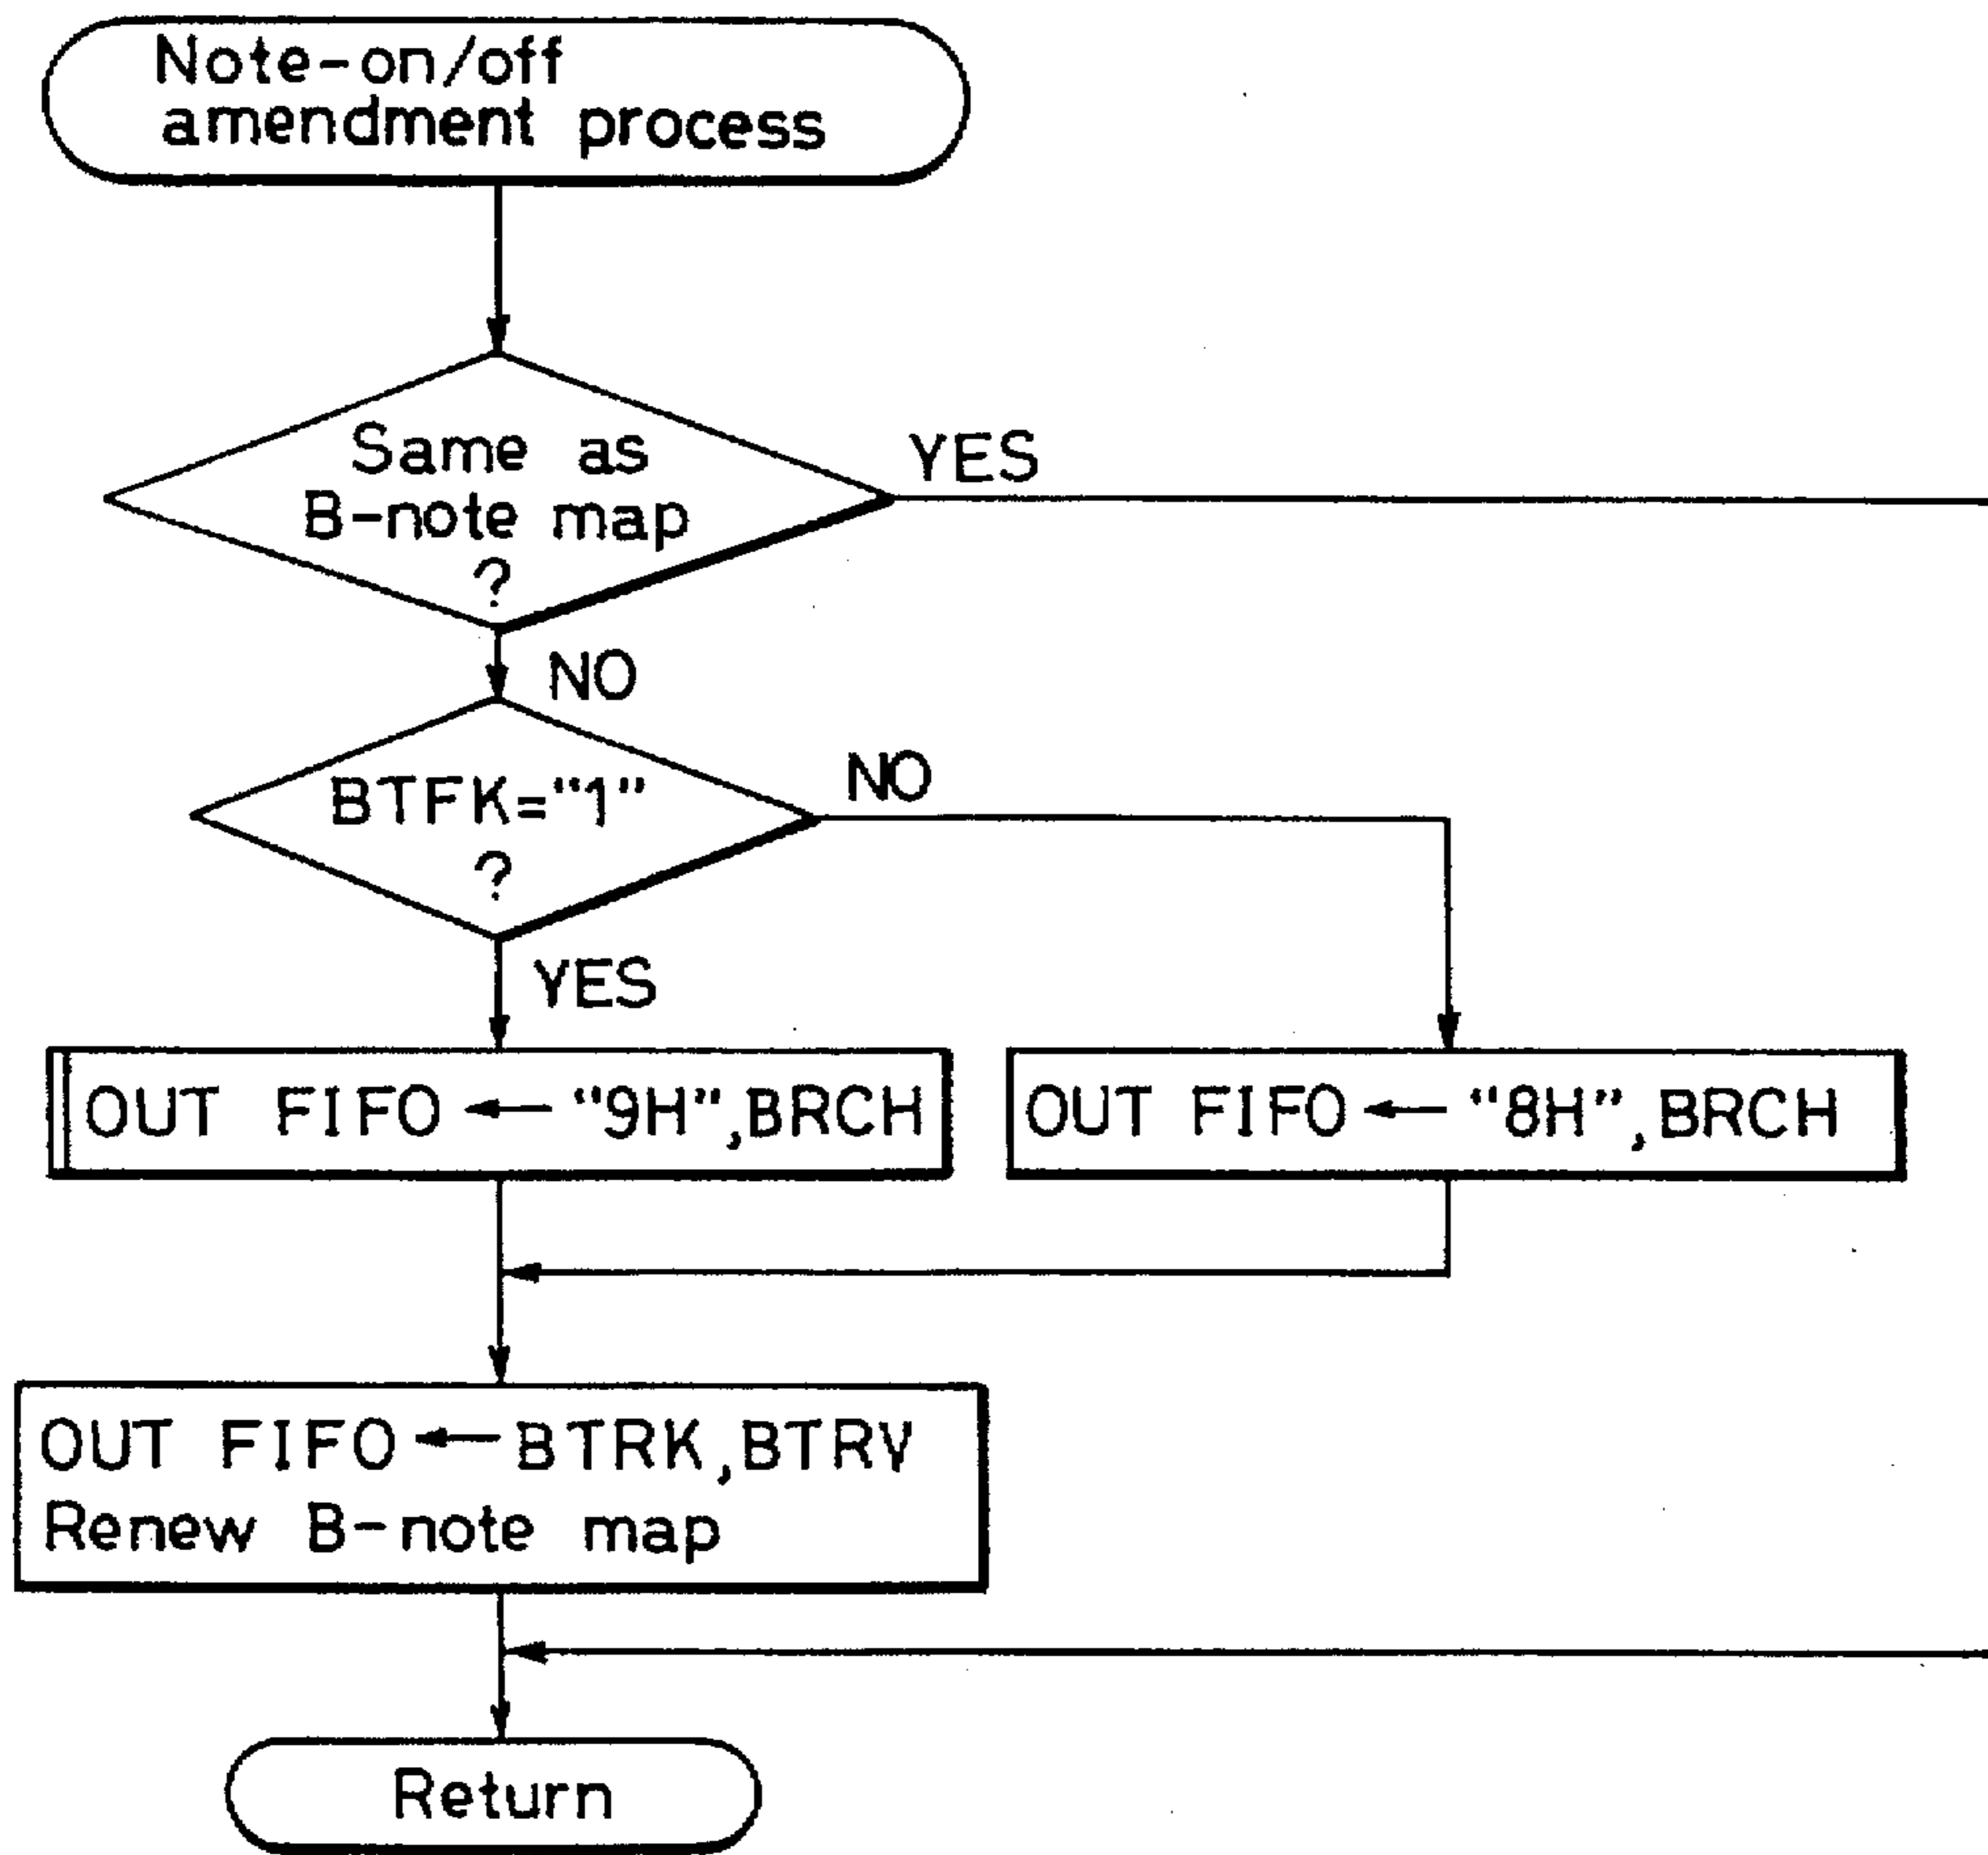 Note-on/off
amendment process
Same as
B-note map
?
YES
NO
BTFK="1"
?
NO
YES
OUT FIFO ← "9H",BRCH
OUT FIFO ← "8H",BRCH
OUT FIFO ← BTRK,BTRV
Renew B-note map
Return